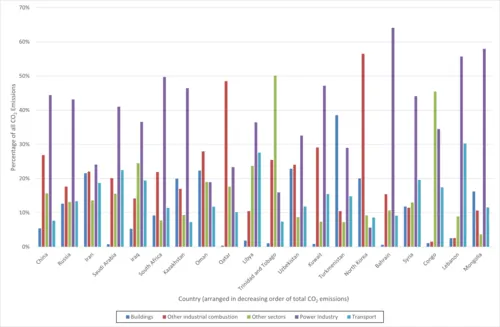 70%
60%
50%
40%
30%
20%
10%
0%
Percentage of all CO₂ Emissions
China
Russia
Iran
Saudi Arabia
Iraq
South Africa
Kazakhstan
Oman
Qatar
Libya
Trinidad and Tobago
Uzbekistan
Kuwait
Turkmenistan
North Korea
Bahrain
Syria
Congo
Lebanon
Mongolia
Country (arranged in decreasing order of total CO₂ emissions)
Buildings Other industrial combustion Other sectors Power Industry Transport